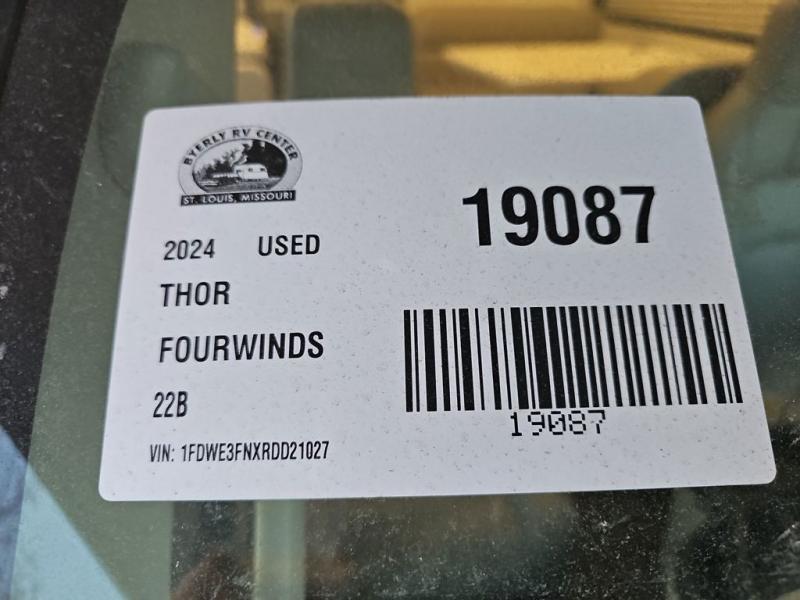 BYERLY RV CENTER
ST. LOUIS, MISSOURI
2024 USED
THOR
FOURWINDS
22B
VIN: 1FDWE3FNXRDD21027
19087
19087